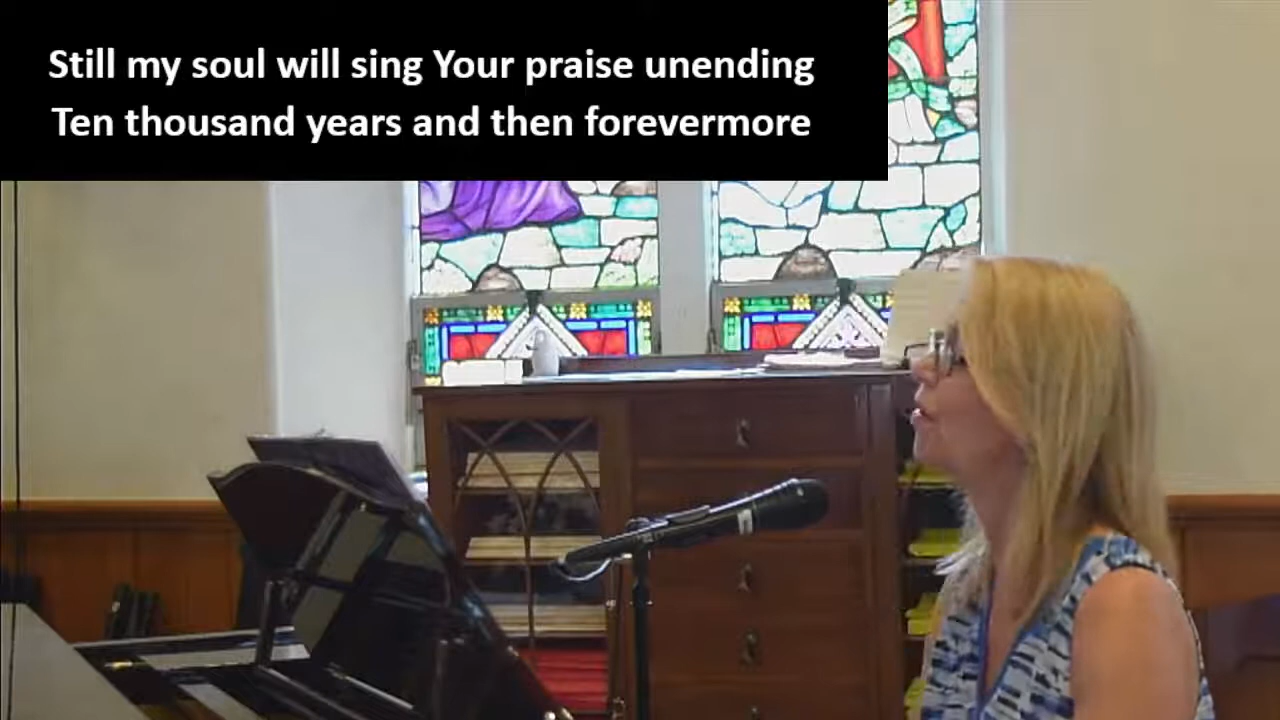 Still my soul will sing Your praise unending
Ten thousand years and then forevermore